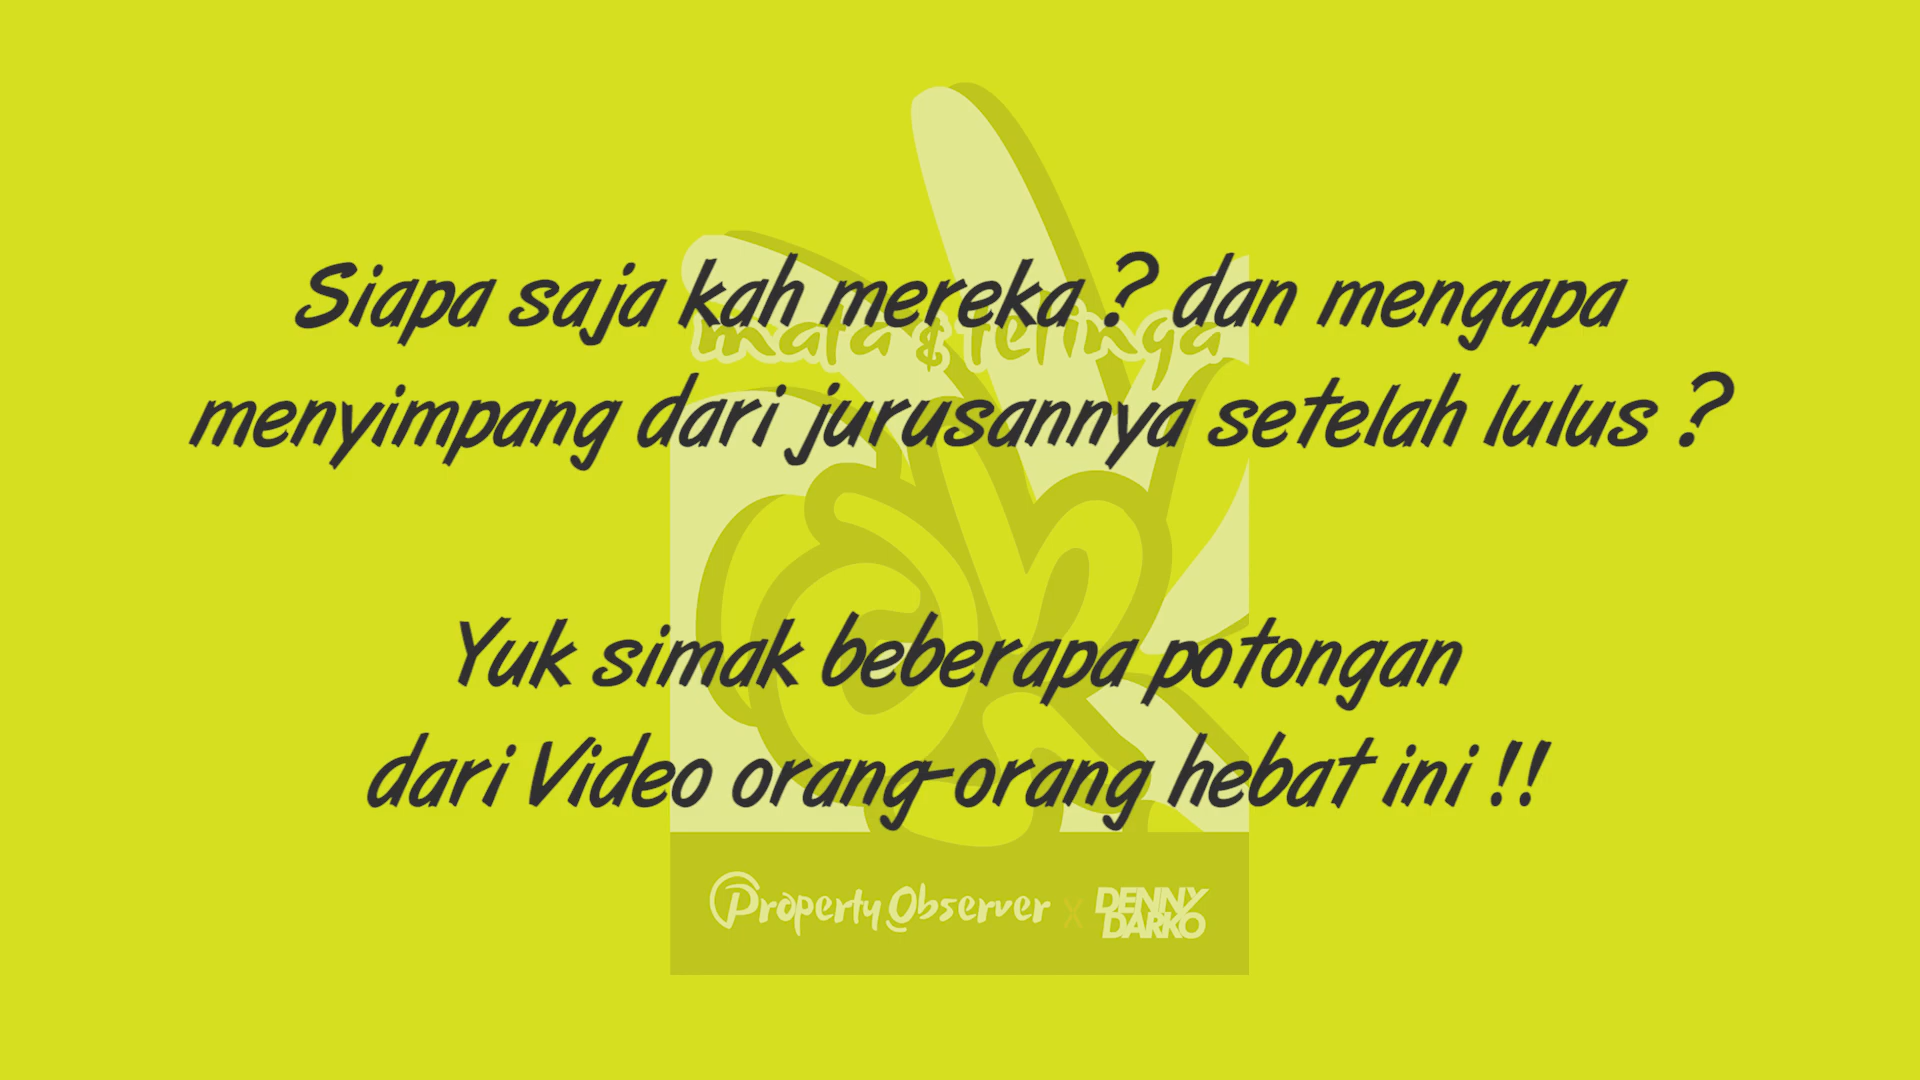 Siapa saja kah mereka ? dan mengapa
mata & telinga
menyimpang dari jurusannya setelah lulus ?
Yuk simak beberapa potongan
dari Video orang-orang hebat ini !!
Property Observer X DENNY DARKO